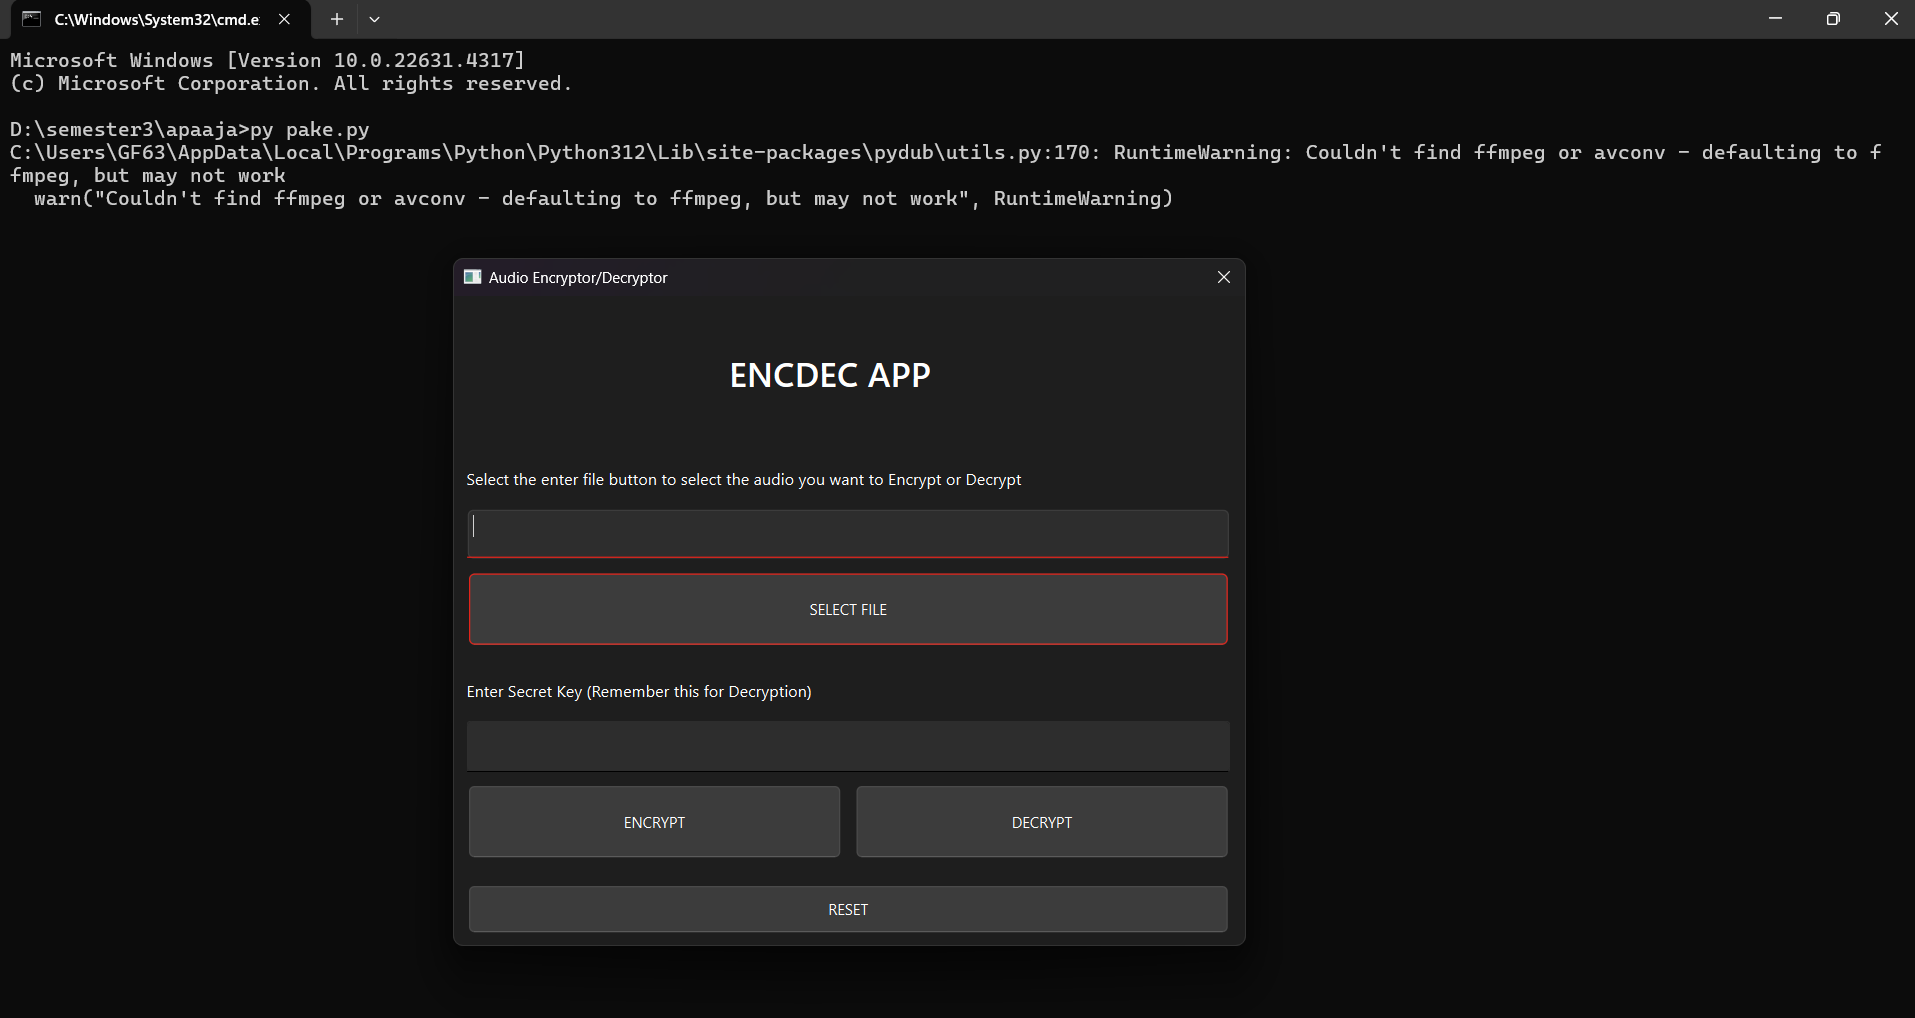 C:\Windows\System32\cmd.e
Microsoft Windows [Version 10.0.22631.4317]
(c) Microsoft Corporation. All rights reserved.
D:\semester3\apaaja>py pake.py
C:\Users\GF63\AppData\Local\Programs\Python\Python312\Lib\site-packages\pydub\utils.py:170: RuntimeWarning: Couldn't find ffmpeg or avconv - defaulting to f
fmpeg, but may not work
  warn("Couldn't find ffmpeg or avconv - defaulting to ffmpeg, but may not work", RuntimeWarning)
Audio Encryptor/Decryptor
ENCDEC APP
Select the enter file button to select the audio you want to Encrypt or Decrypt
SELECT FILE
Enter Secret Key (Remember this for Decryption)
ENCRYPT DECRYPT
RESET